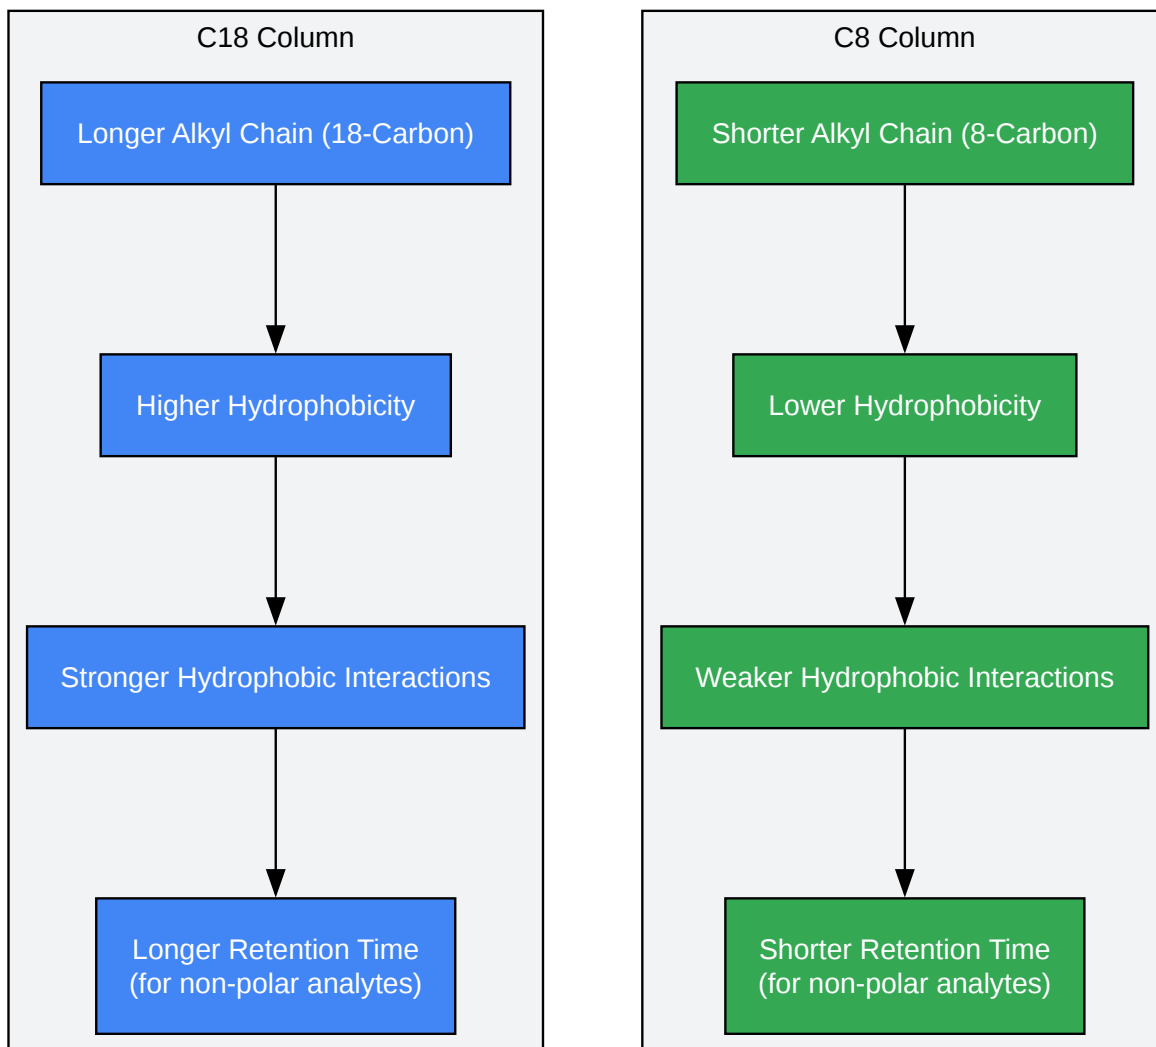 C18 Column
Longer Alkyl Chain (18-Carbon)
Higher Hydrophobicity
Stronger Hydrophobic Interactions
Longer Retention Time
(for non-polar analytes)
C8 Column
Shorter Alkyl Chain (8-Carbon)
Lower Hydrophobicity
Weaker Hydrophobic Interactions
Shorter Retention Time
(for non-polar analytes)